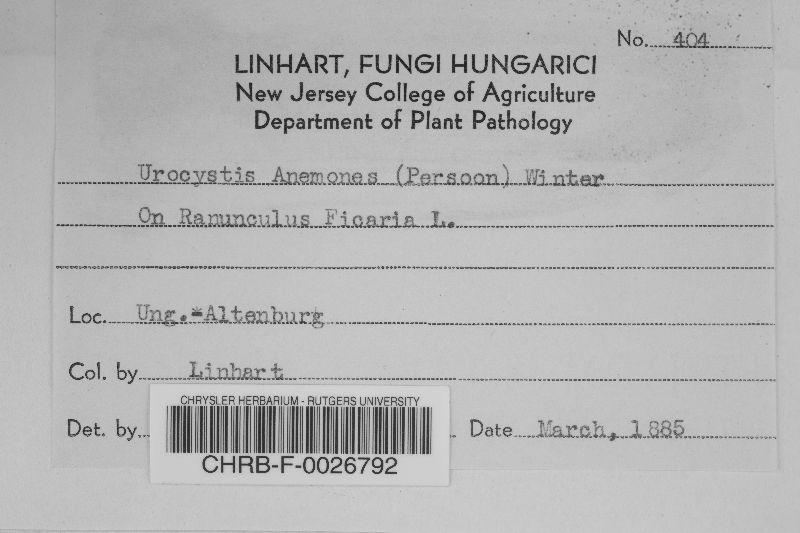 No. 404
LINHART, FUNGI HUNGARICI
New Jersey College of Agriculture
Department of Plant Pathology
Urocystis Anemones (Persoon) Winter
On Ranunculus Ficaria L.
Loc. Ung.-Altenburg
Col. by Linhart
Det. by
Date March, 1885
CHRYSLER HERBARIUM - RUTGERS UNIVERSITY
CHRB-F-0026792